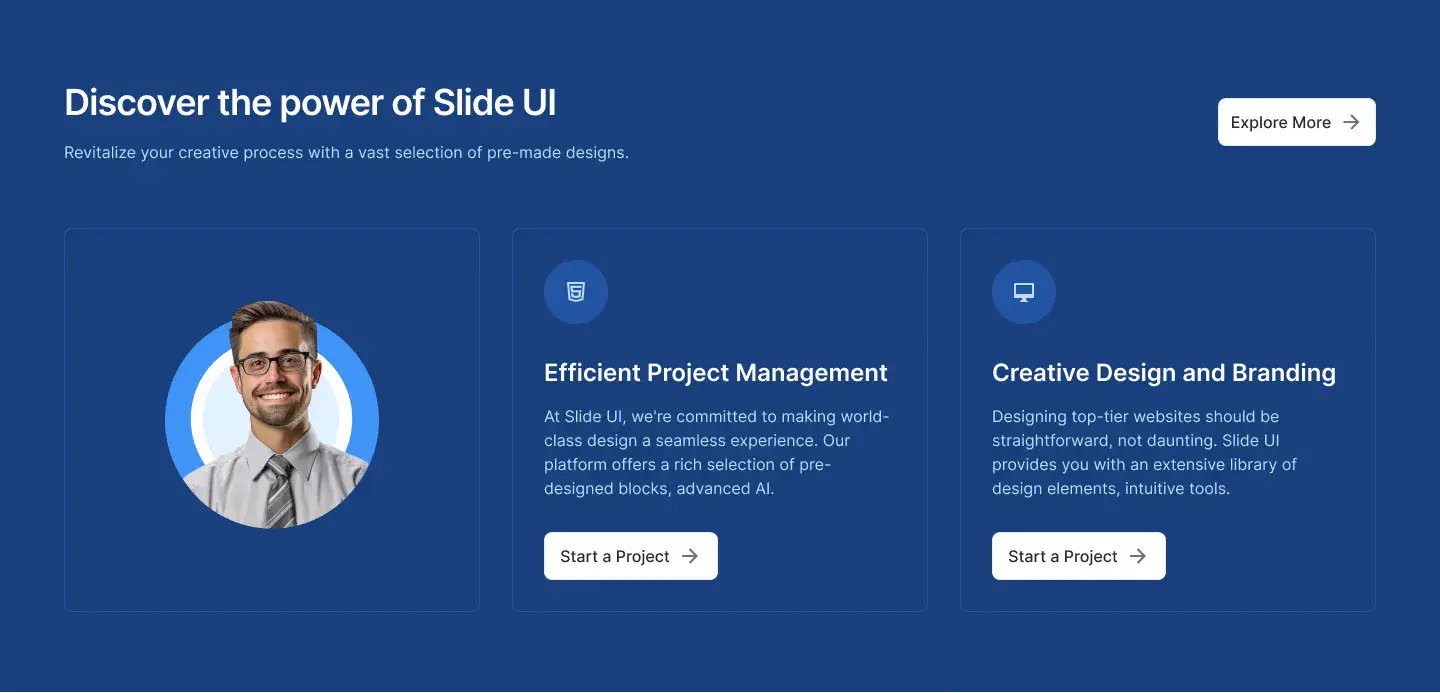 Discover the power of Slide UI
Revitalize your creative process with a vast selection of pre-made designs.
Explore More
Efficient Project Management
At Slide UI, we're committed to making world-
class design a seamless experience. Our
platform offers a rich selection of pre-
designed blocks, advanced AI.
Start a Project
Creative Design and Branding
Designing top-tier websites should be
straightforward, not daunting. Slide UI
provides you with an extensive library of
design elements, intuitive tools.
Start a Project